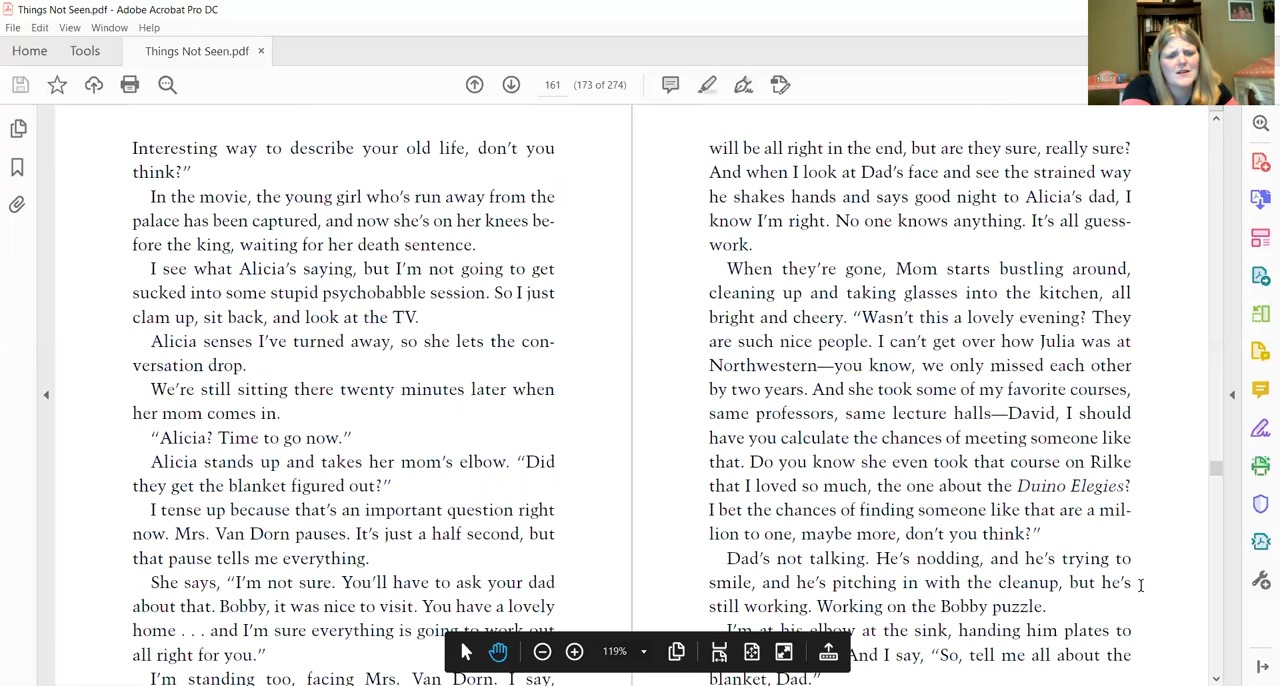 Things Not Seen.pdf - Adobe Acrobat Pro DC
File Edit View Window Help
Home Tools Things Not Seen.pdf ×
161 (173 of 274)
Interesting way to describe your old life, don't you
think?"
In the movie, the young girl who's run away from the
palace has been captured, and now she's on her knees be-
fore the king, waiting for her death sentence.
I see what Alicia's saying, but I'm not going to get
sucked into some stupid psychobabble session. So I just
clam up, sit back, and look at the TV.
Alicia senses I've turned away, so she lets the con-
versation drop.
We're still sitting there twenty minutes later when
her mom comes in.
"Alicia? Time to go now."
Alicia stands up and takes her mom's elbow. "Did
they get the blanket figured out?"
I tense up because that's an important question right
now. Mrs. Van Dorn pauses. It's just a half second, but
that pause tells me everything.
She says, "I'm not sure. You'll have to ask your dad
about that. Bobby, it was nice to visit. You have a lovely
home . . . and I'm sure everything is going to work out
all right for you."
I'm standing too, facing Mrs. Van Dorn. I say,
will be all right in the end, but are they sure, really sure?
And when I look at Dad's face and see the strained way
he shakes hands and says good night to Alicia's dad, I
know I'm right. No one knows anything. It's all guess-
work.
When they're gone, Mom starts bustling around,
cleaning up and taking glasses into the kitchen, all
bright and cheery. "Wasn't this a lovely evening? They
are such nice people. I can't get over how Julia was at
Northwestern—you know, we only missed each other
by two years. And she took some of my favorite courses,
same professors, same lecture halls—David, I should
have you calculate the chances of meeting someone like
that. Do you know she even took that course on Rilke
that I loved so much, the one about the Duino Elegies?
I bet the chances of finding someone like that are a mil-
lion to one, maybe more, don't you think?"
Dad's not talking. He's nodding, and he's trying to
smile, and he's pitching in with the cleanup, but he's
still working. Working on the Bobby puzzle.
I'm at his elbow at the sink, handing him plates to
And I say, "So, tell me all about the
blanket, Dad."
119%